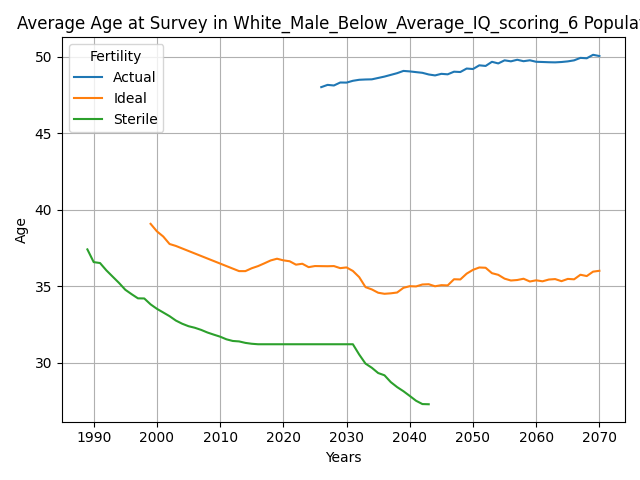 Average Age at Survey in White_Male_Below_Average_IQ_scoring_6 Popula
Fertility
Actual
Ideal
Sterile
50
45
40
35
30
Age
1990 2000 2010 2020 2030 2040 2050 2060 2070
Years